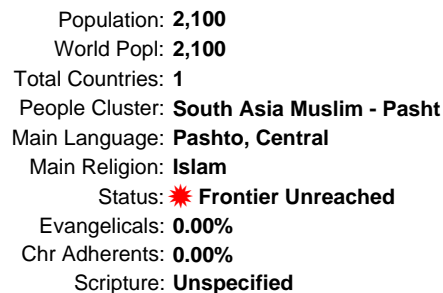 Population: 2,100
World Popl: 2,100
Total Countries: 1
People Cluster: South Asia Muslim - Pasht
Main Language: Pashto, Central
Main Religion: Islam
Status: Frontier Unreached
Evangelicals: 0.00%
Chr Adherents: 0.00%
Scripture: Unspecified